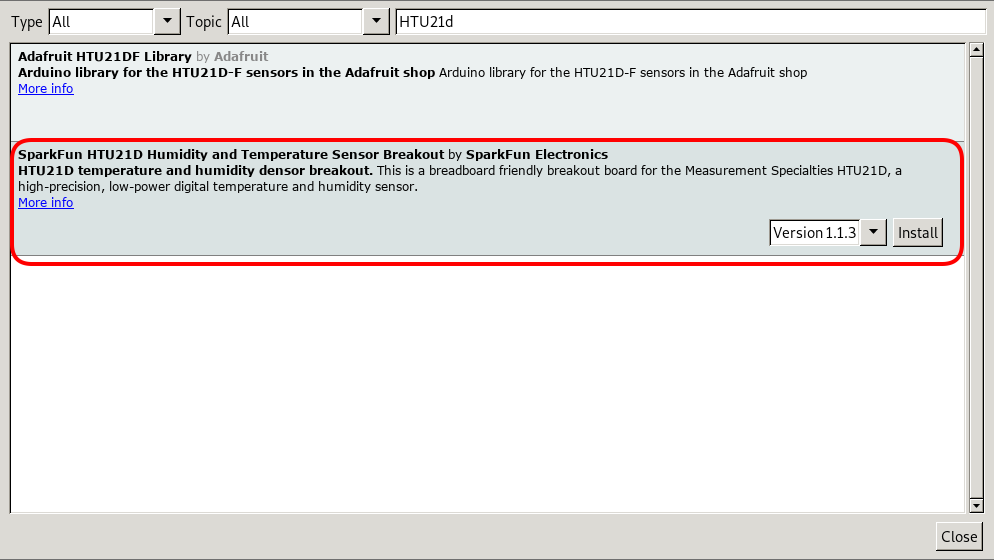 Type All Topic All HTU21d
Adafruit HTU21DF Library by Adafruit
Arduino library for the HTU21D-F sensors in the Adafruit shop Arduino library for the HTU21D-F sensors in the Adafruit shop
More info
SparkFun HTU21D Humidity and Temperature Sensor Breakout by SparkFun Electronics
HTU21D temperature and humidity densor breakout. This is a breadboard friendly breakout board for the Measurement Specialties HTU21D, a
high-precision, low-power digital temperature and humidity sensor.
More info
Version 1.1.3 Install
Close